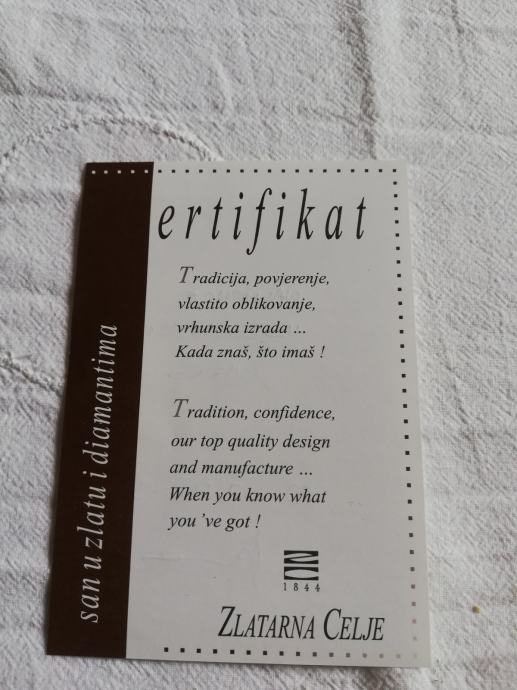 ertifikat
Tradicija, povjerenje,
vlastito oblikovanje,
vrhunska izrada ...
Kada znaš, što imaš !
Tradition, confidence,
our top quality design
and manufacture ...
When you know what
you 've got !
1844
ZLATARNA CELJE
san u zlatu i diamantima